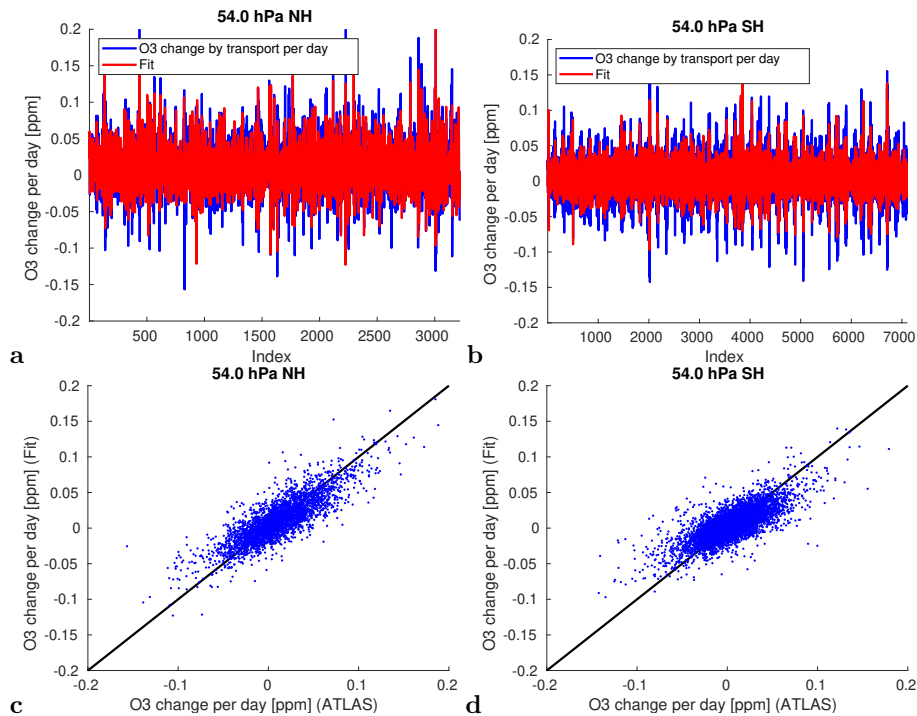 54.0 hPa NH
O3 change per day [ppm]
0.2
0.15
0.1
0.05
0
-0.05
-0.1
-0.15
-0.2
O3 change by transport per day
Fit
500 1000 1500 2000 2500 3000
Index
a
54.0 hPa SH
O3 change per day [ppm]
0.2
0.15
0.1
0.05
0
-0.05
-0.1
-0.15
-0.2
O3 change by transport per day
Fit
1000 2000 3000 4000 5000 6000 7000
Index
b
54.0 hPa NH
O3 change per day [ppm] (Fit)
0.2
0.15
0.1
0.05
0
-0.05
-0.1
-0.15
-0.2
-0.2 -0.1 0 0.1 0.2
O3 change per day [ppm] (ATLAS)
c
54.0 hPa SH
O3 change per day [ppm] (Fit)
0.2
0.15
0.1
0.05
0
-0.05
-0.1
-0.15
-0.2
-0.2 -0.1 0 0.1 0.2
O3 change per day [ppm] (ATLAS)
d